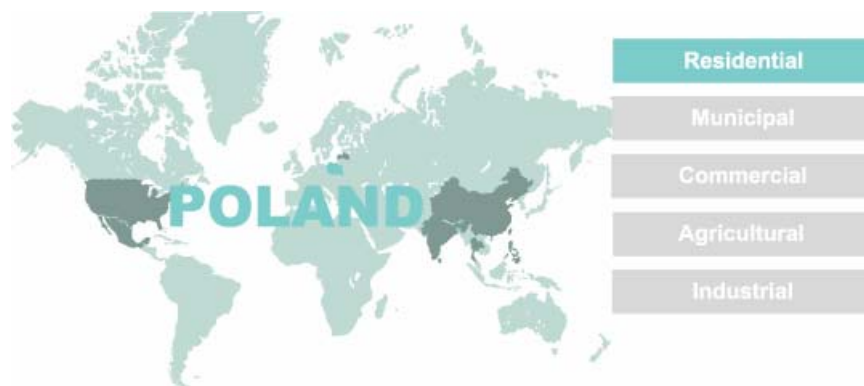 POLAND
Residential
Municipal
Commercial
Agricultural
Industrial